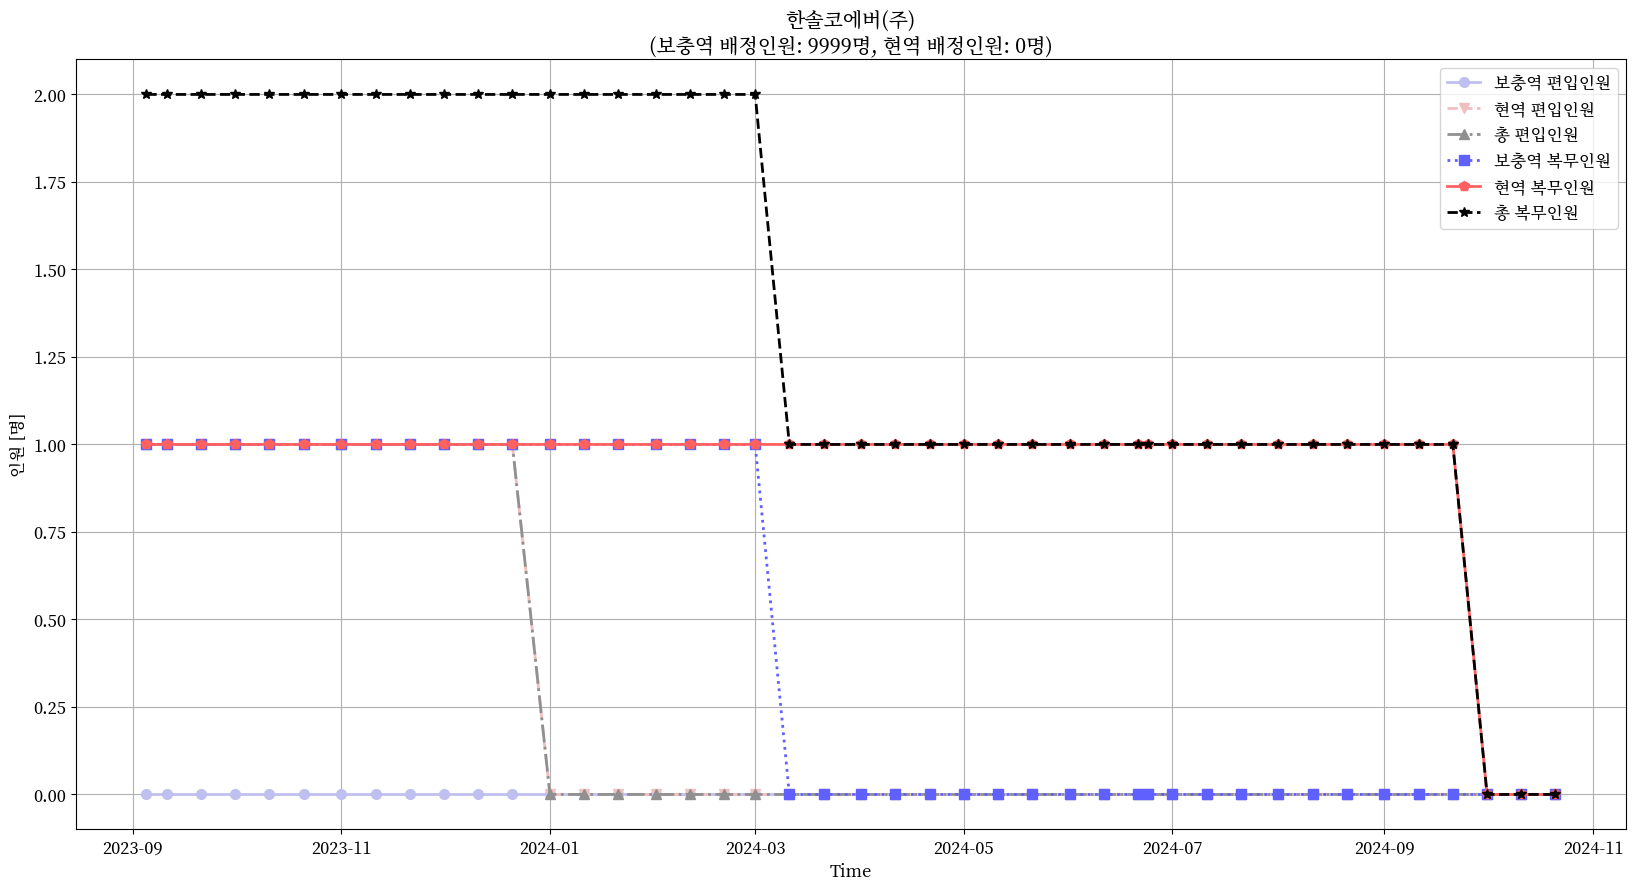 한솔코에버(주)
(보충역 배정인원: 9999명, 현역 배정인원: 0명)
보충역 편입인원
현역 편입인원
총 편입인원
보충역 복무인원
현역 복무인원
총 복무인원
인원 [명]
2.00
1.75
1.50
1.25
1.00
0.75
0.50
0.25
0.00
2023-09 2023-11 2024-01 2024-03 2024-05 2024-07 2024-09 2024-11
Time